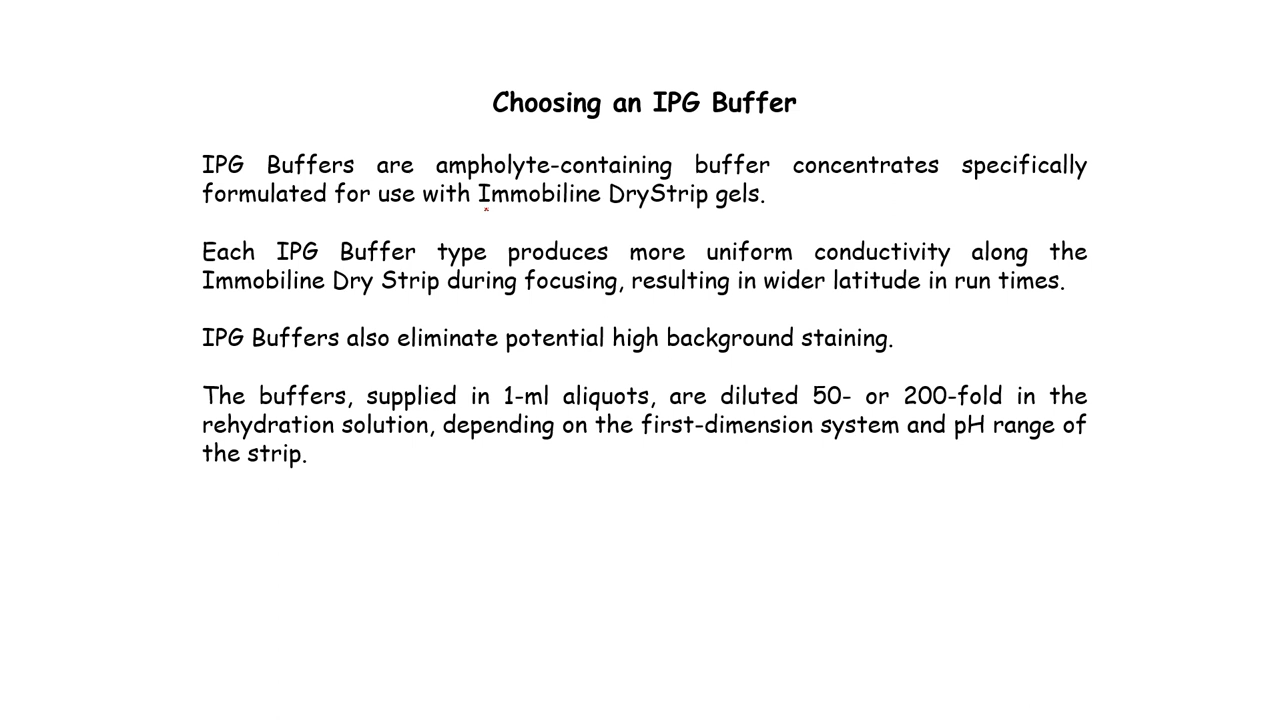 Choosing an IPG Buffer
IPG Buffers are ampholyte-containing buffer concentrates specifically
formulated for use with Immobiline DryStrip gels.
Each IPG Buffer type produces more uniform conductivity along the
Immobiline Dry Strip during focusing, resulting in wider latitude in run times.
IPG Buffers also eliminate potential high background staining.
The buffers, supplied in 1-ml aliquots, are diluted 50- or 200-fold in the
rehydration solution, depending on the first-dimension system and pH range of
the strip.